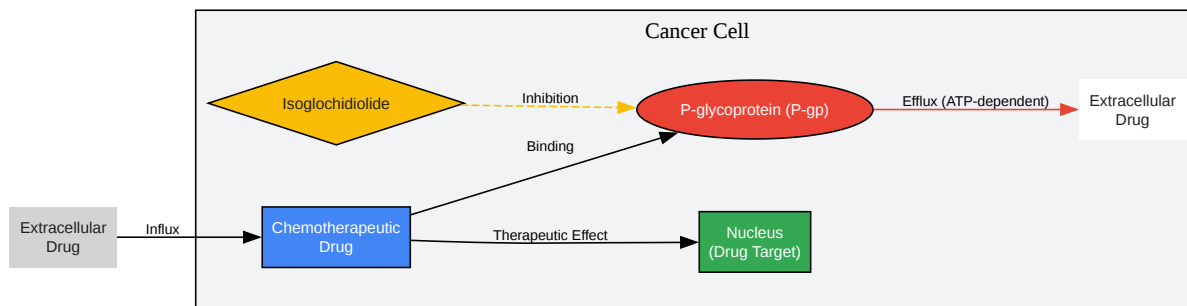 Cancer Cell
Isoglochidiolide
Inhibition
P-glycoprotein (P-gp)
Efflux (ATP-dependent)
Extracellular
Drug
Binding
Extracellular
Drug
Influx
Chemotherapeutic
Drug
Therapeutic Effect
Nucleus
(Drug Target)